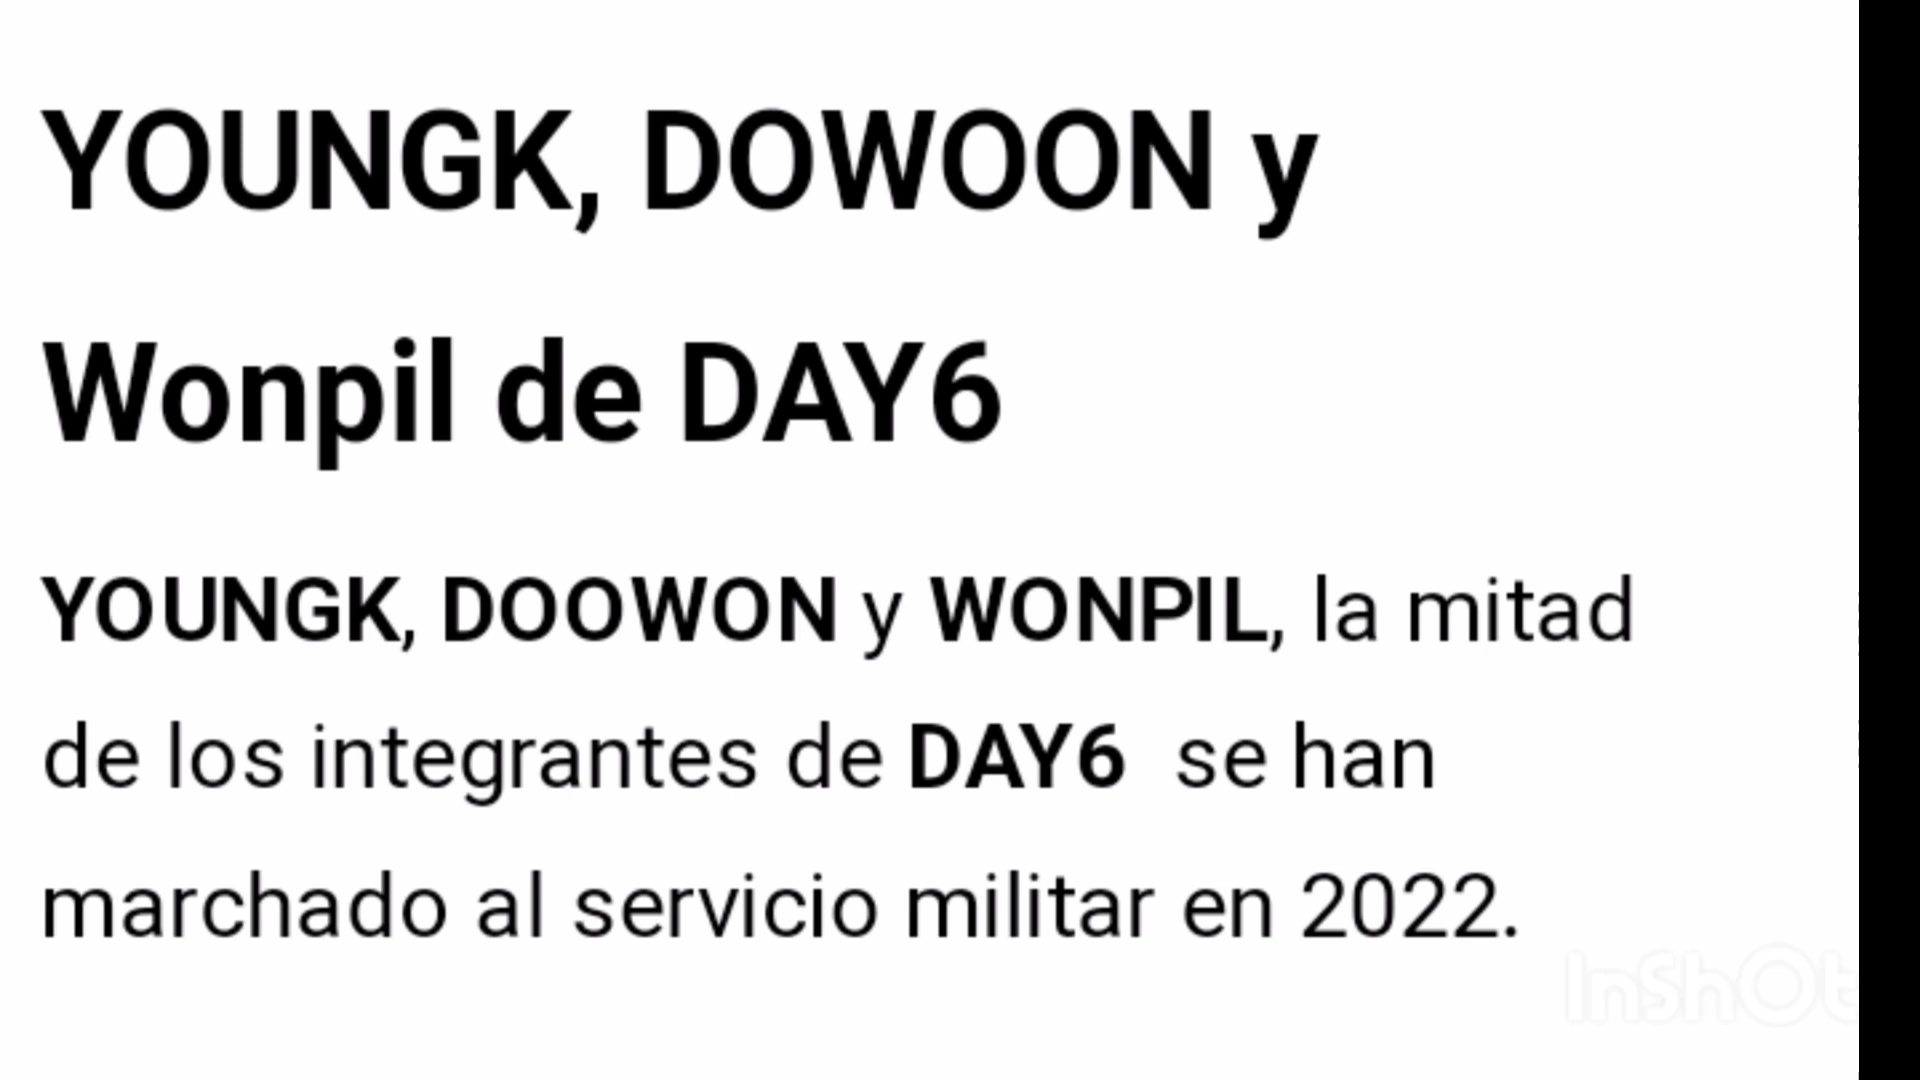 YOUNGK, DOWOON y
Wonpil de DAY6
YOUNGK, DOOWON y WONPIL, la mitad
de los integrantes de DAY6 se han
marchado al servicio militar en 2022.
InShOt